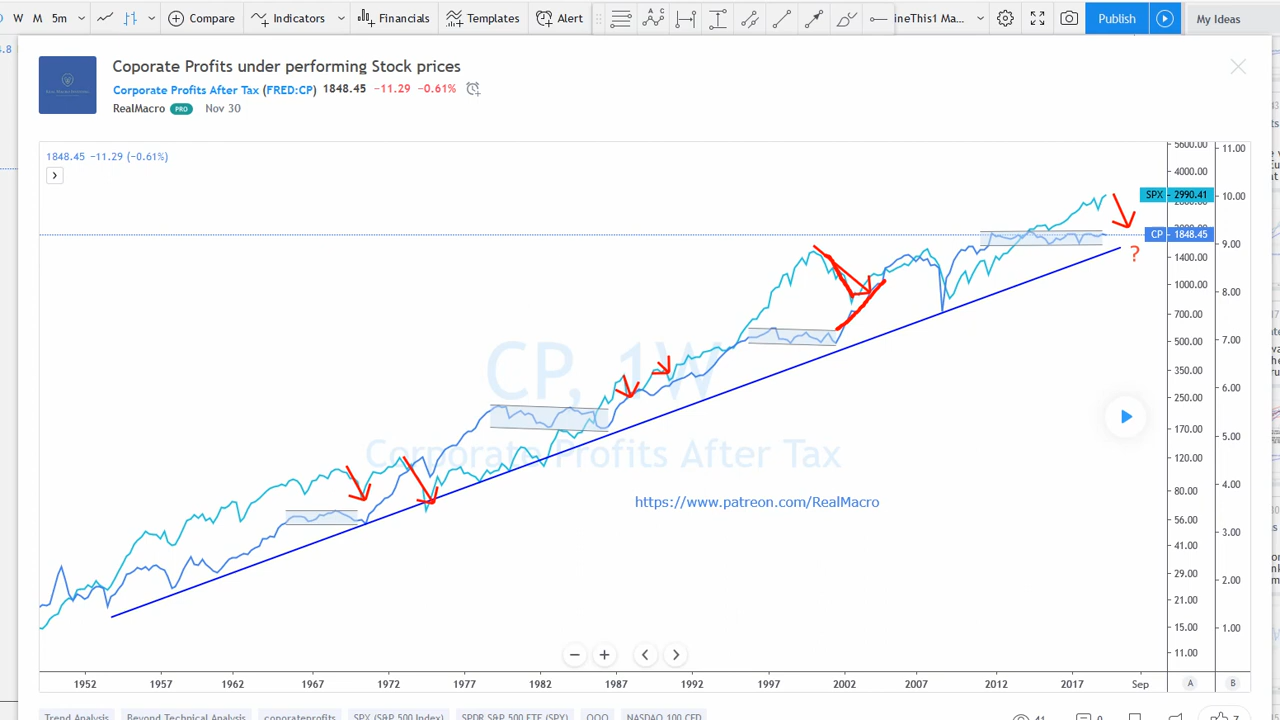 W M 5m Compare Indicators Financials Templates Alert ineThis1 Ma... Publish My Ideas
Coporate Profits under performing Stock prices
Corporate Profits After Tax (FRED:CP) 1848.45 −11.29 −0.61%
RealMacro PRO Nov 30
1848.45 −11.29 (−0.61%)
5600.00 11.00
4000.00
SPX 2990.41 10.00
CP 1848.45 9.00
?
1400.00
1000.00 8.00
700.00
500.00 7.00
350.00
CP, 1W
6.00
250.00
170.00 5.00
Corporate Profits After Tax
120.00
80.00 4.00
https://www.patreon.com/RealMacro
56.00 3.00
41.00
29.00 2.00
21.00
15.00 1.00
11.00
1952 1957 1962 1967 1972 1977 1982 1987 1992 1997 2002 2007 2012 2017 Sep A B
Trend Analysis Beyond Technical Analysis coporateprofits SPX (S&P 500 Index) SPDR S&P 500 ETF (SPY) QQQ NASDAQ 100 CFD 41 0 7